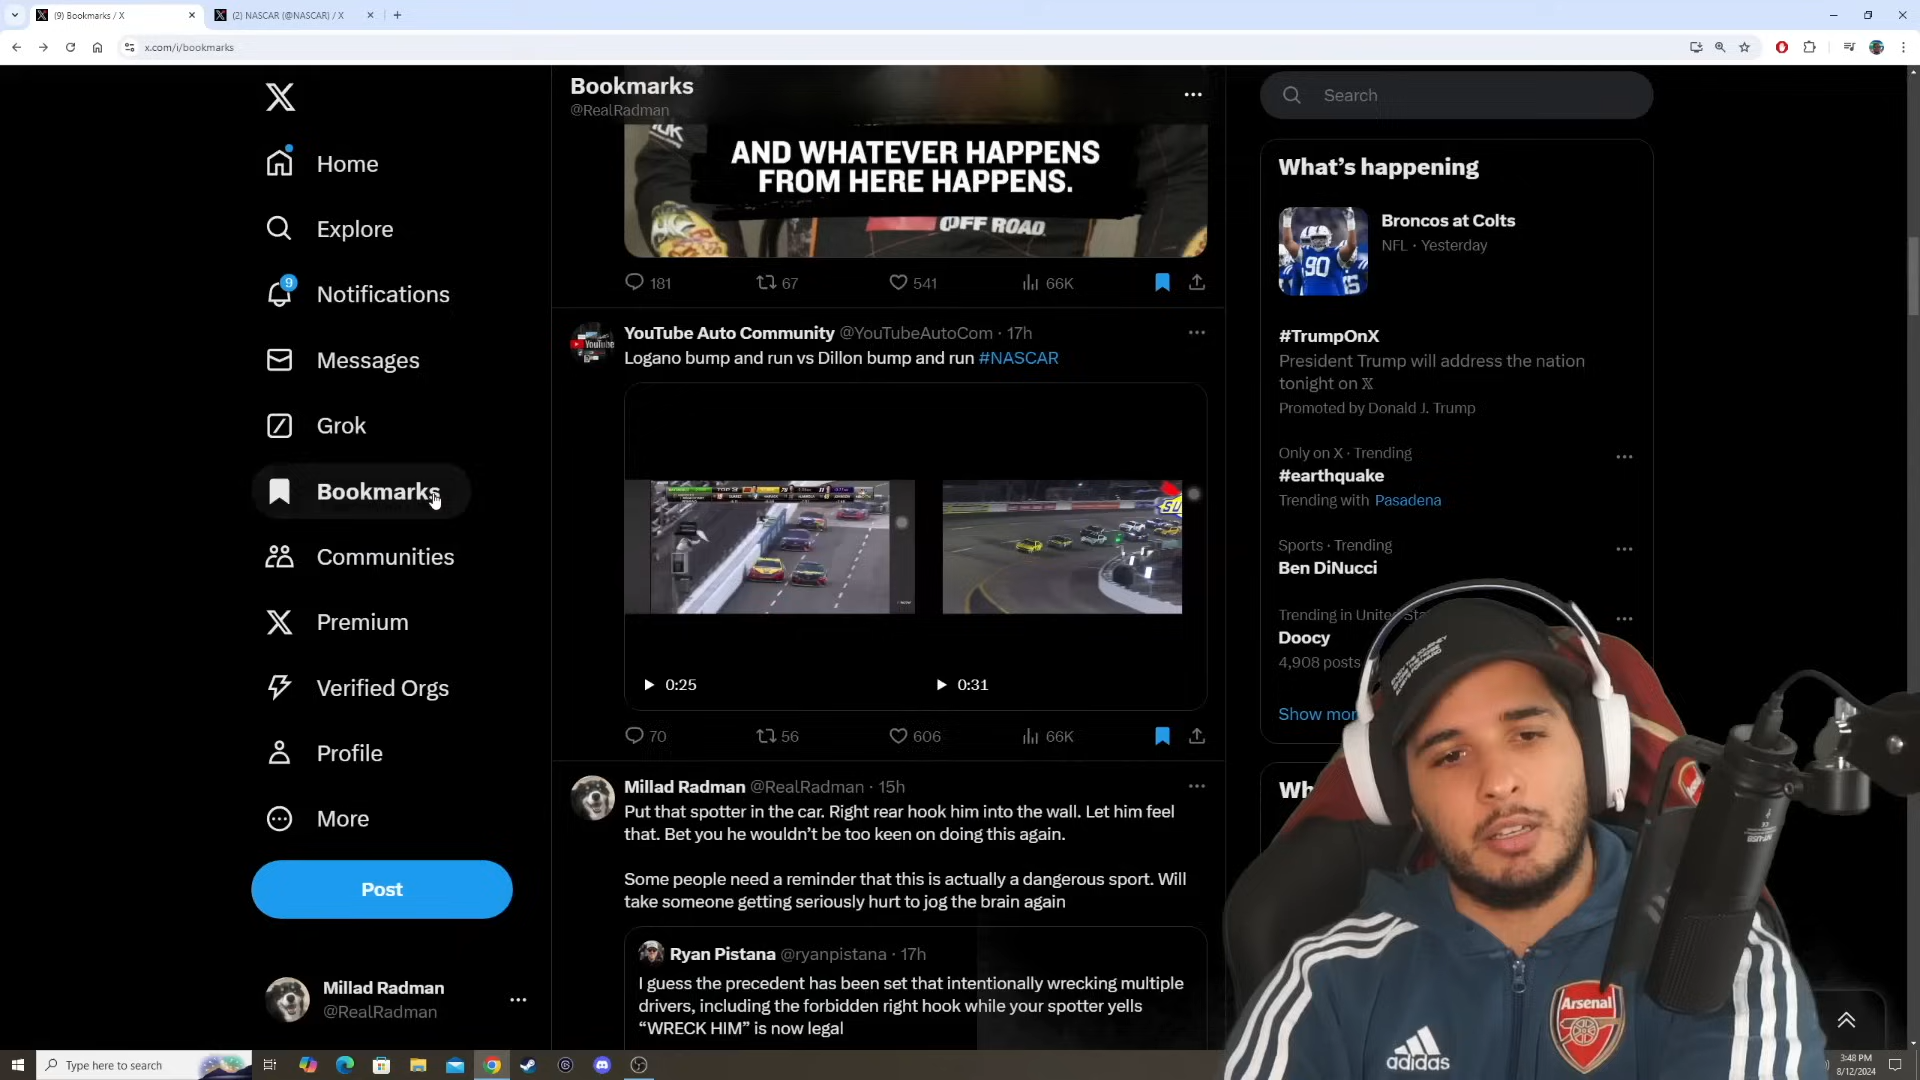 (9) Bookmarks / X
(2) NASCAR (@NASCAR) / X
x.com/i/bookmarks
Home
Explore
9
Notifications
Messages
Grok
Bookmarks
Communities
Premium
Verified Orgs
Profile
More
Post
Millad Radman
@RealRadman
Bookmarks
@RealRadman
AND WHATEVER HAPPENS
FROM HERE HAPPENS.
OFF ROAD
181
67
541
66K
YouTube Auto Community @YouTubeAutoCom · 17h
Logano bump and run vs Dillon bump and run #NASCAR
0:25
0:31
70
56
606
66K
Millad Radman @RealRadman · 15h
Put that spotter in the car. Right rear hook him into the wall. Let him feel
that. Bet you he wouldn't be too keen on doing this again.
Some people need a reminder that this is actually a dangerous sport. Will
take someone getting seriously hurt to jog the brain again
Ryan Pistana @ryanpistana · 17h
I guess the precedent has been set that intentionally wrecking multiple
drivers, including the forbidden right hook while your spotter yells
“WRECK HIM” is now legal
Search
What's happening
Broncos at Colts
NFL · Yesterday
90
#TrumpOnX
President Trump will address the nation
tonight on 𝕏
Promoted by Donald J. Trump
Only on X · Trending
#earthquake
Trending with Pasadena
Sports · Trending
Ben DiNucci
Trending in United Sta
Doocy
4,908 posts
Show mor
Wh
Arsenal
adidas
Type here to search
3:48 PM
8/12/2024